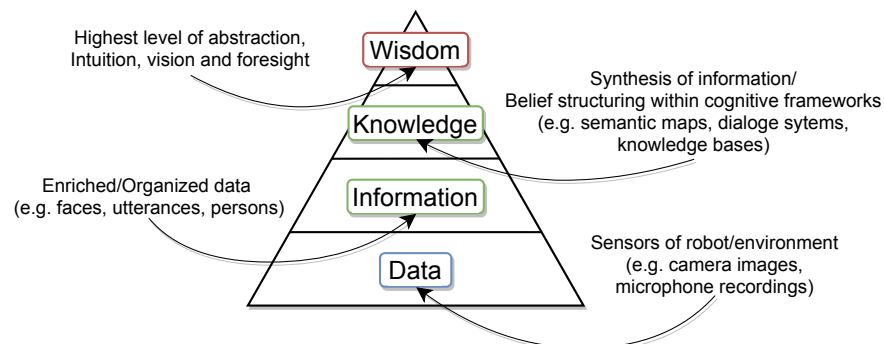 Highest level of abstraction,
Intuition, vision and foresight
Wisdom
Synthesis of information/
Belief structuring within cognitive frameworks
(e.g. semantic maps, dialoge sytems,
knowledge bases)
Knowledge
Enriched/Organized data
(e.g. faces, utterances, persons)
Information
Sensors of robot/environment
(e.g. camera images,
microphone recordings)
Data